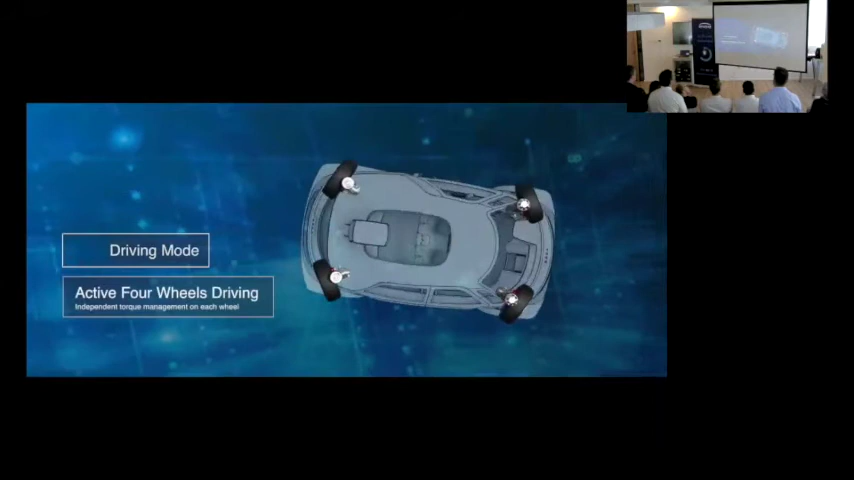 Driving Mode
Active Four Wheels Driving
Independent torque management on each wheel